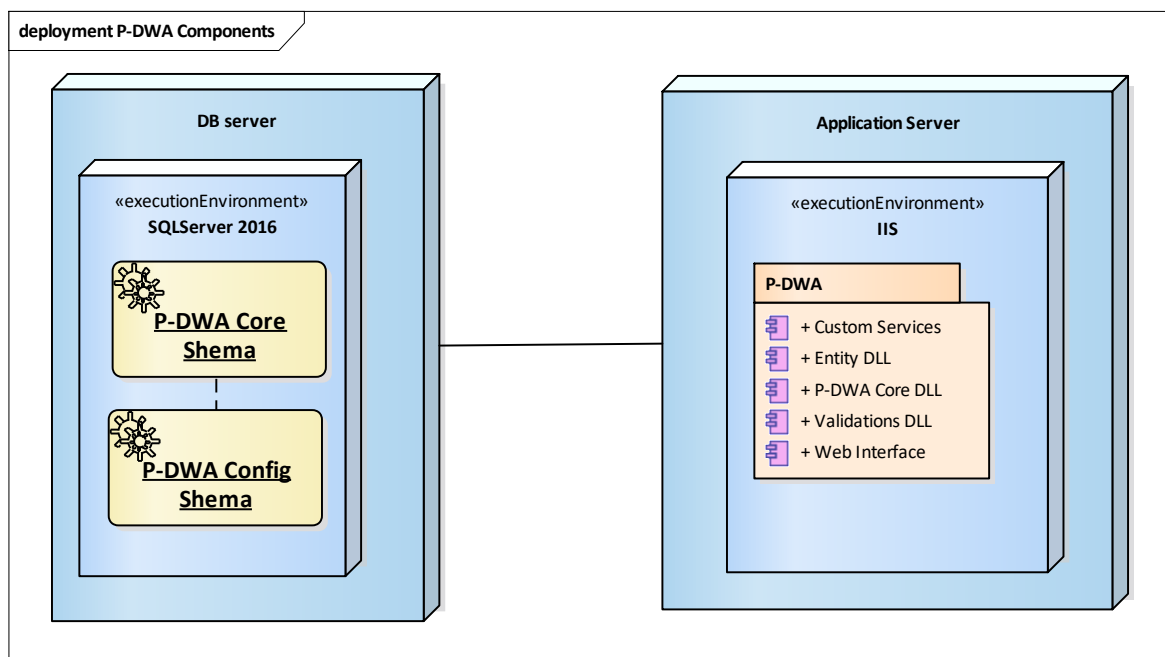 deployment P-DWA Components
DB server
«executionEnvironment»
SQLServer 2016
P-DWA Core
Shema
P-DWA Config
Shema
Application Server
«executionEnvironment»
IIS
P-DWA
+ Custom Services
+ Entity DLL
+ P-DWA Core DLL
+ Validations DLL
+ Web Interface